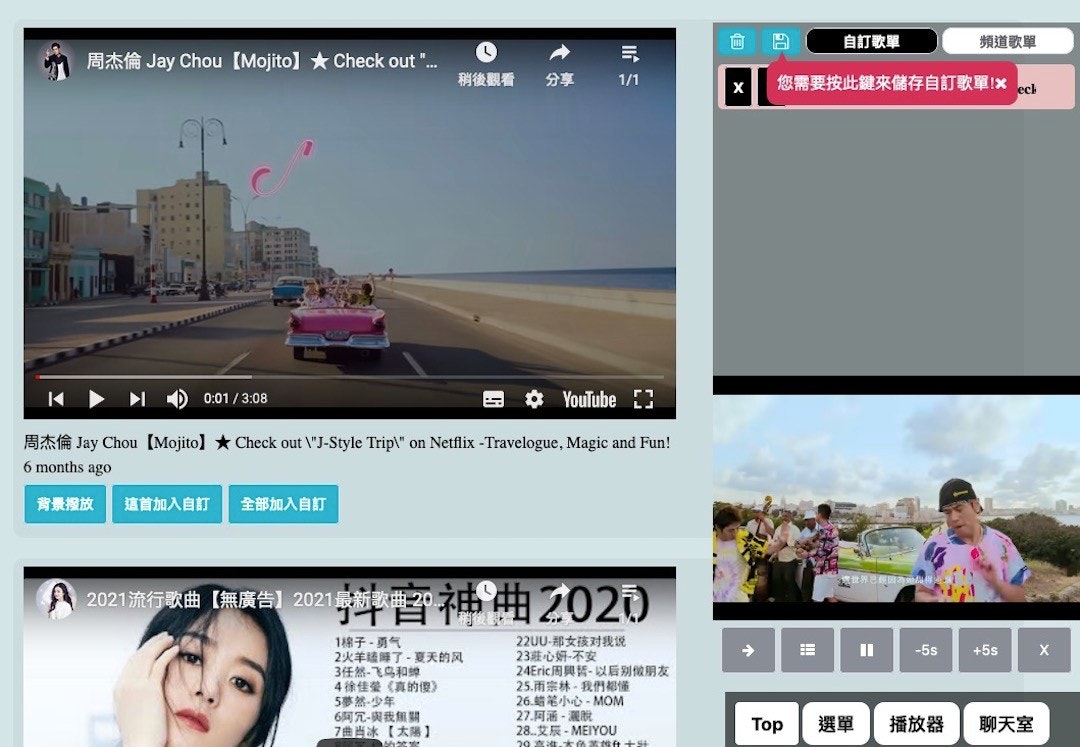 周杰倫 Jay Chou【Mojito】★ Check out "...
稍後觀看
分享
1/1
0:01 / 3:08
YouTube
周杰倫 Jay Chou【Mojito】★ Check out \"J-Style Trip\" on Netflix -Travelogue, Magic and Fun!
6 months ago
背景撥放
這首加入自訂
全部加入自訂
2021流行歌曲【無廣告】2021最新歌曲 20...
抖音神曲2020
稍後觀看
分享
1/1
1棉子 - 勇气
2火羊瞌睡了 - 夏天的风
3任然 - 飞鸟和蝉
4 徐佳瑩《真的傻》
5夢然-少年
6阿冗-與我無關
7曲肖冰【 太陽 】
22UU-那女孩对我说
23莊心妍-不安
24Eric周興哲 - 以后别做朋友
25.雨宗林 - 我們都懂
26.蜡笔小心 - MOM
27.阿涵 - 灑脫
28..艾辰 - MEIYOU
自訂歌單
頻道歌單
X
您需要按此鍵來儲存自訂歌單!✖
-5s
+5s
X
Top
選單
播放器
聊天室